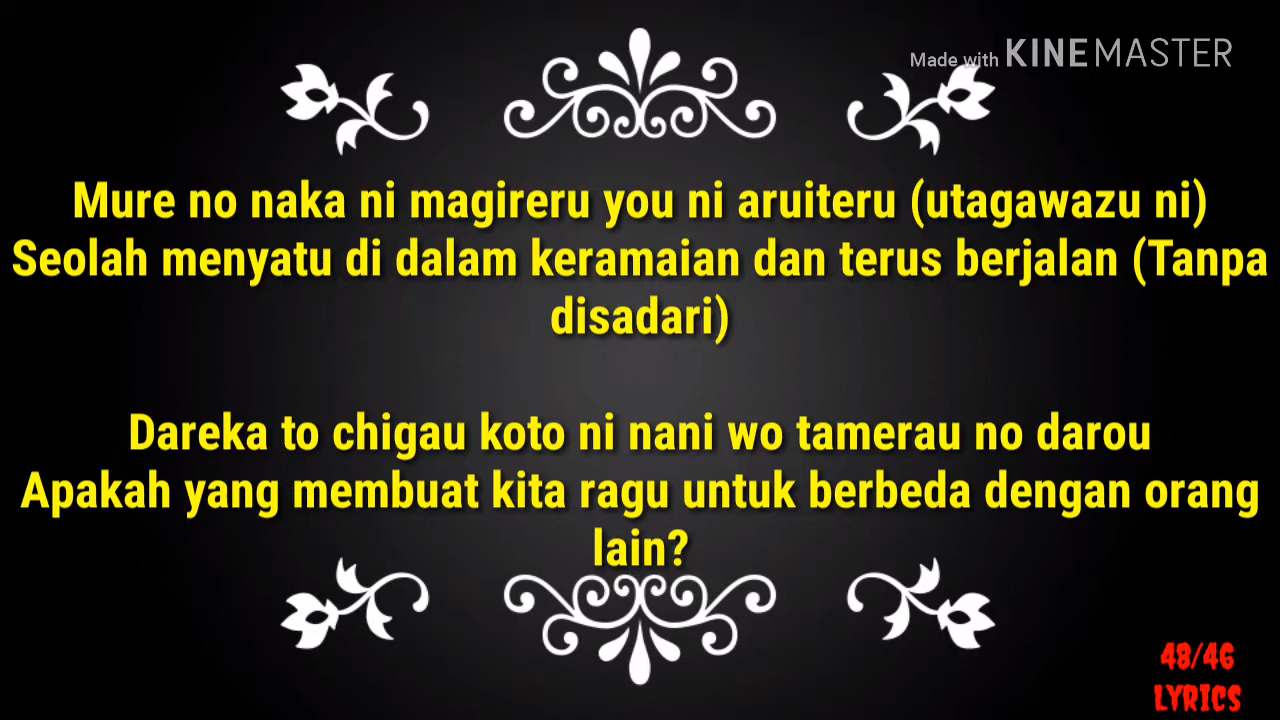 Made with KINEMASTER
Mure no naka ni magireru you ni aruiteru (utagawazu ni)
Seolah menyatu di dalam keramaian dan terus berjalan (Tanpa
disadari)
Dareka to chigau koto ni nani wo tamerau no darou
Apakah yang membuat kita ragu untuk berbeda dengan orang
lain?
48/46
LYRICS